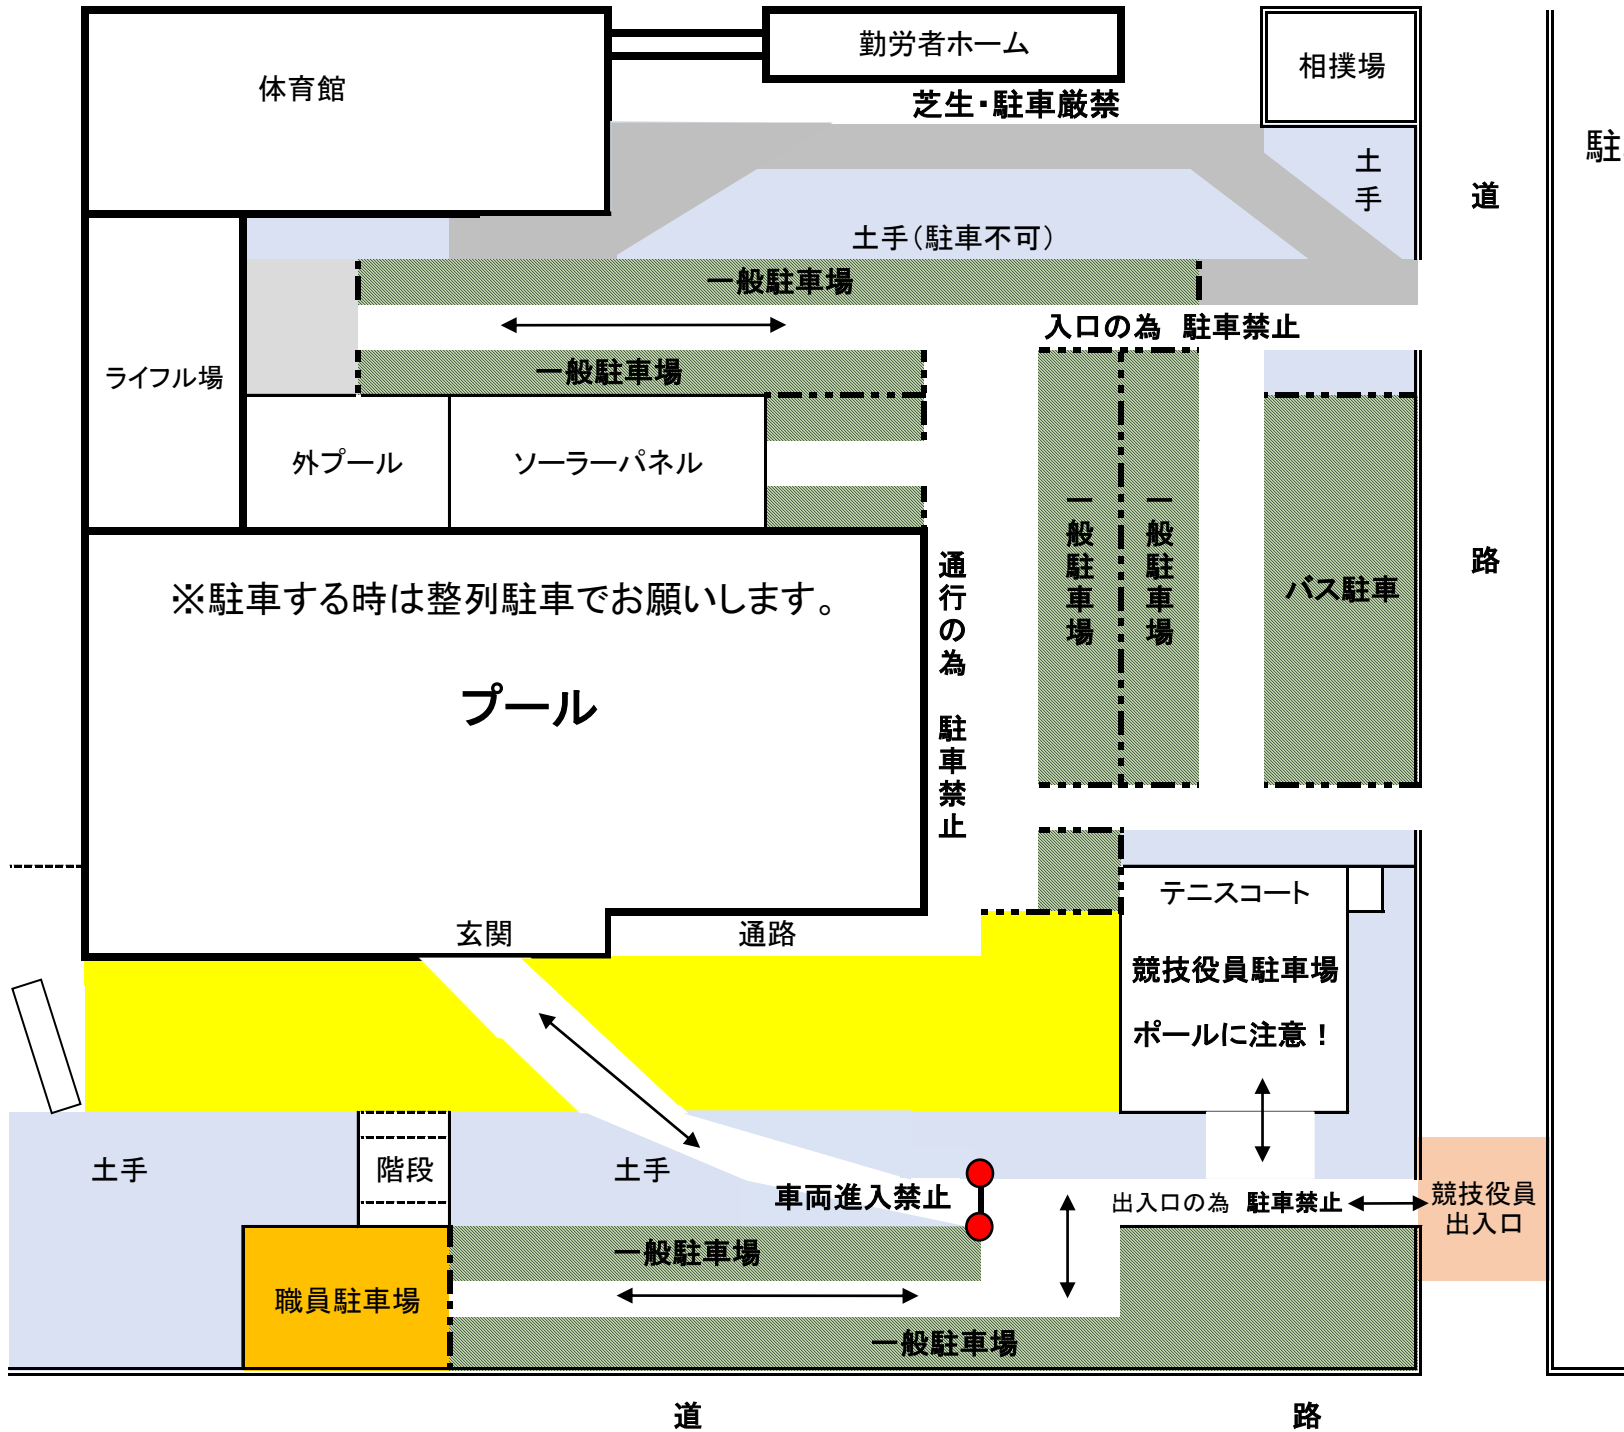 勤労者ホーム
相撲場
体育館
芝生・駐車厳禁
駐
土手
道
土手（駐車不可）
一般駐車場
入口の為 駐車禁止
一般駐車場
ライフル場
外プール
ソーラーパネル
一般駐車場
一般駐車場
路
バス駐車
通行の為 駐車禁止
※駐車する時は整列駐車でお願いします。
プール
テニスコート
玄関
通路
競技役員駐車場
ポールに注意！
土手
階段
土手
車両進入禁止
出入口の為 駐車禁止
競技役員
出入口
一般駐車場
職員駐車場
一般駐車場
道
路